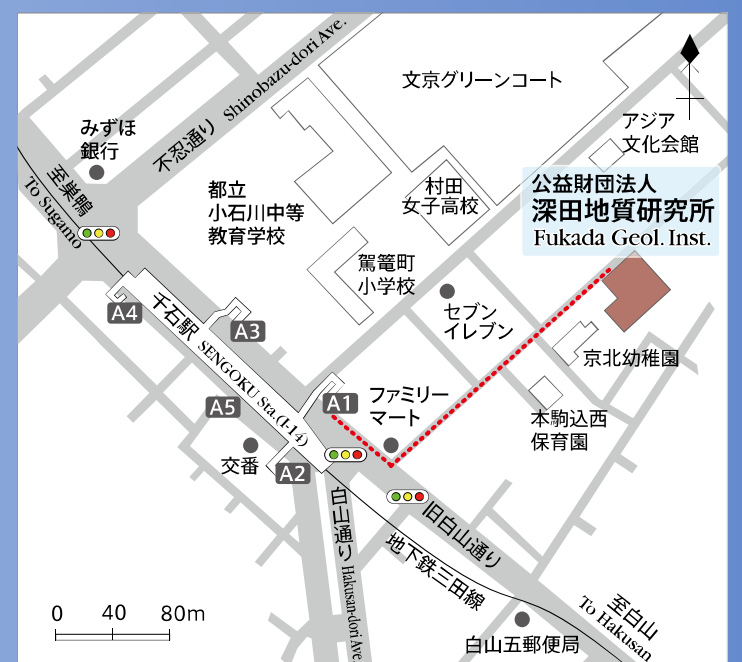 不忍通り Shinobazu-dori Ave.
文京グリーンコート
みずほ
銀行
アジア
文化会館
至巣鴨
To Sugamo
都立
小石川中等
教育学校
村田
女子高校
公益財団法人
深田地質研究所
Fukada Geol. Inst.
駕篭町
小学校
セブン
イレブン
A4
A3
千石駅 SENGOKU Sta.(I-14)
京北幼稚園
A5
A1
ファミリー
マート
本駒込西
保育園
交番
A2
白山通り Hakusan-dori Ave.
旧白山通り
地下鉄三田線
至白山
To Hakusan
白山五郵便局
0 40 80m